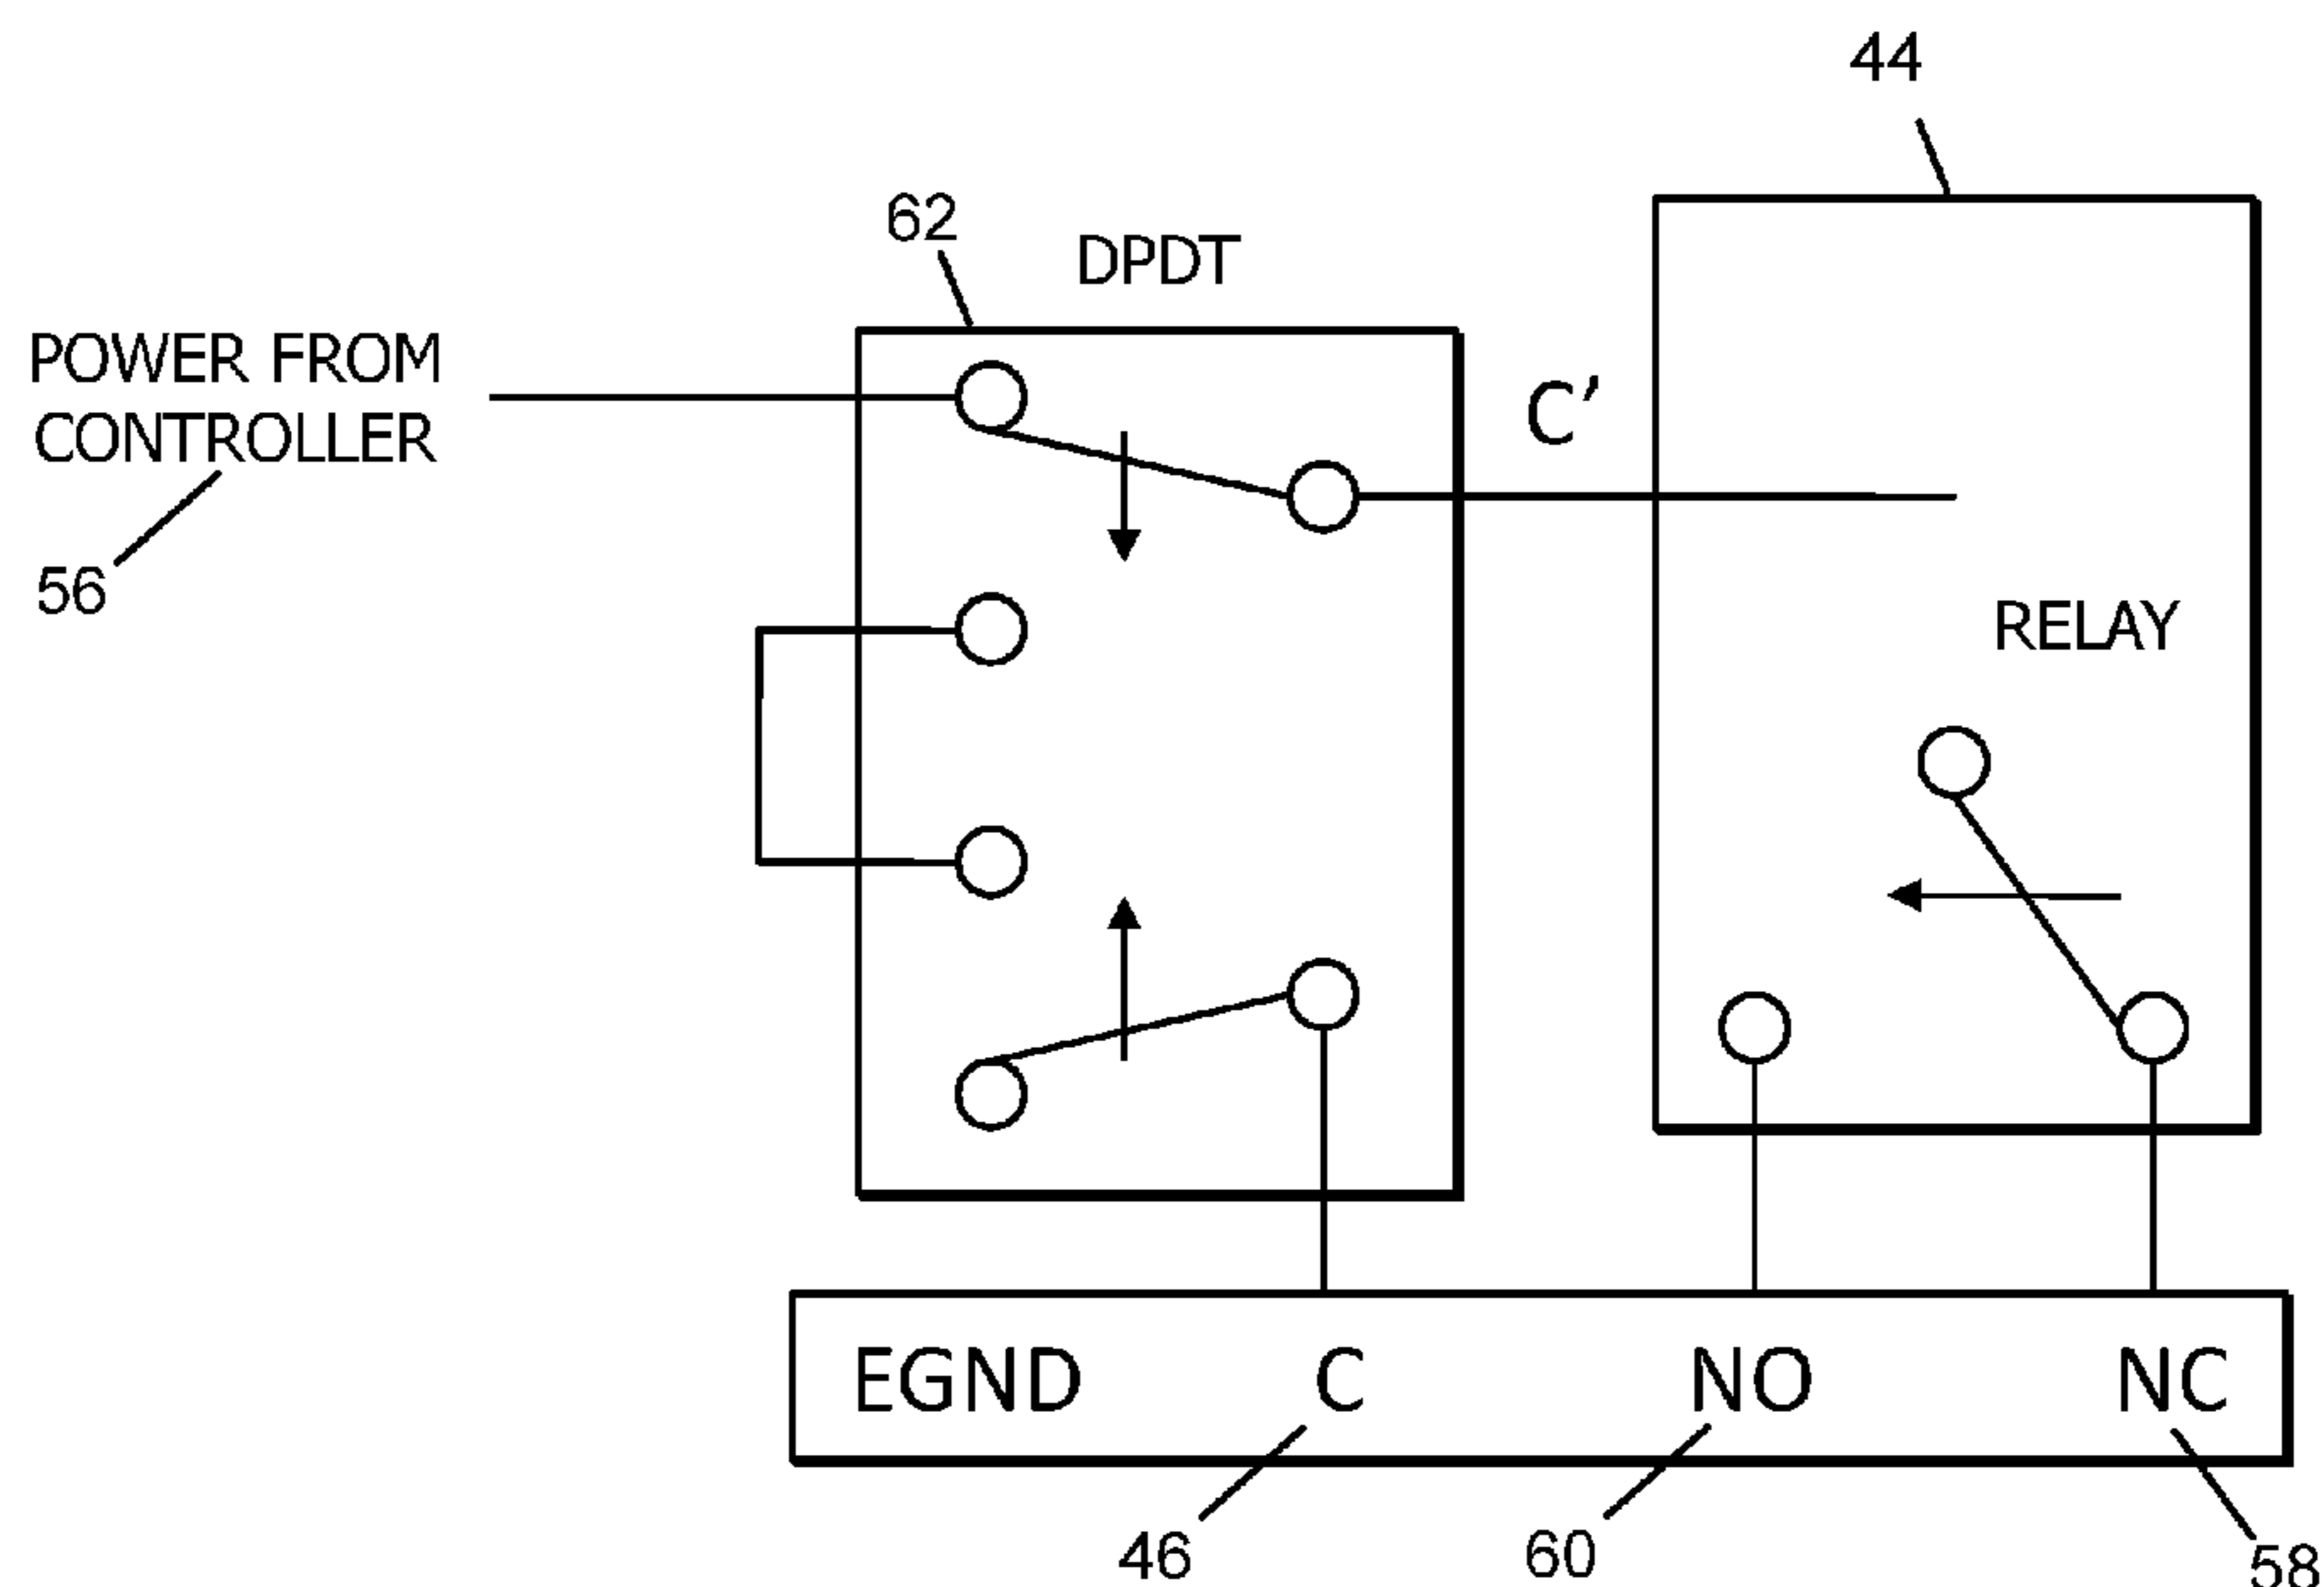 44
62
DPDT
POWER FROM
CONTROLLER
C'
56
RELAY
EGND C NO NC
46
60
58